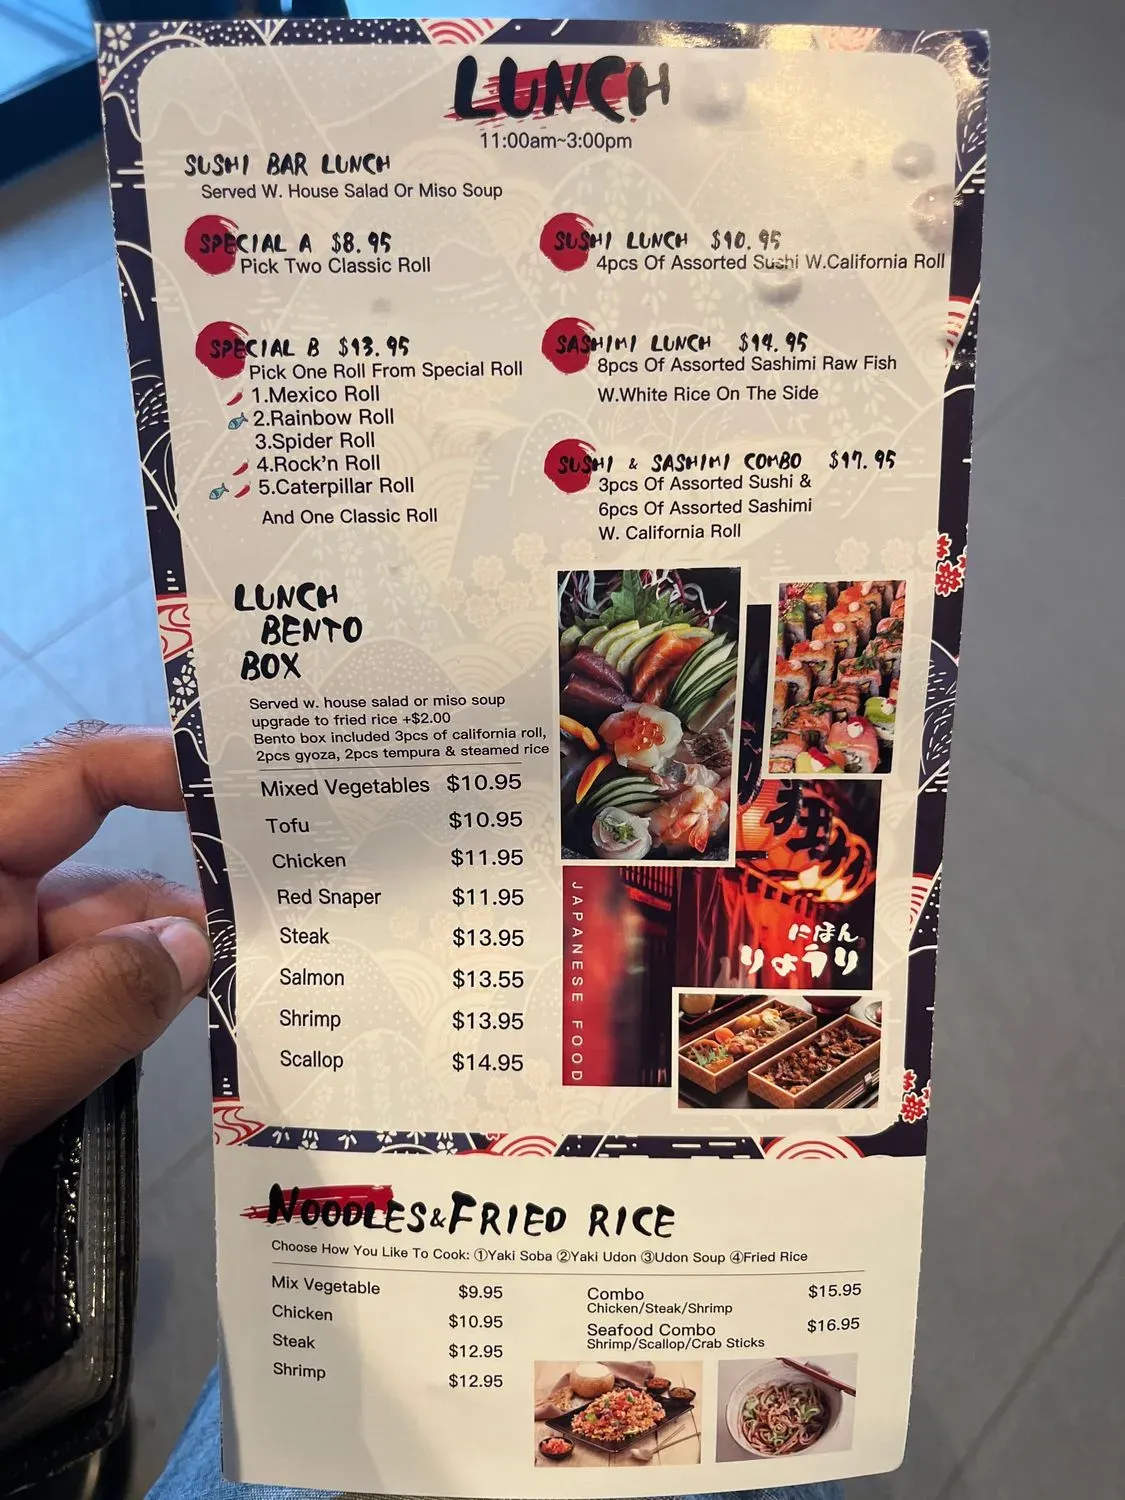 LUNCH
11:00am~3:00pm
SUSHI BAR LUNCH
Served W. House Salad Or Miso Soup
SPECIAL A $8.95
Pick Two Classic Roll
SPECIAL B $13.95
Pick One Roll From Special Roll
1.Mexico Roll
2.Rainbow Roll
3.Spider Roll
4.Rock'n Roll
5.Caterpillar Roll
And One Classic Roll
SUSHI LUNCH $10.95
4pcs Of Assorted Sushi W.California Roll
SASHIMI LUNCH $14.95
8pcs Of Assorted Sashimi Raw Fish
W.White Rice On The Side
SUSHI & SASHIMI COMBO $17.95
3pcs Of Assorted Sushi &
6pcs Of Assorted Sashimi
W. California Roll
LUNCH
BENTO
BOX
Served w. house salad or miso soup
upgrade to fried rice +$2.00
Bento box included 3pcs of california roll,
2pcs gyoza, 2pcs tempura & steamed rice
Mixed Vegetables $10.95
Tofu $10.95
Chicken $11.95
Red Snaper $11.95
Steak $13.95
Salmon $13.55
Shrimp $13.95
Scallop $14.95
JAPANESE FOOD
にほん
りょうり
NOODLES&FRIED RICE
Choose How You Like To Cook: ①Yaki Soba ②Yaki Udon ③Udon Soup ④Fried Rice
Mix Vegetable $9.95
Chicken $10.95
Steak $12.95
Shrimp $12.95
Combo $15.95
Chicken/Steak/Shrimp
Seafood Combo $16.95
Shrimp/Scallop/Crab Sticks